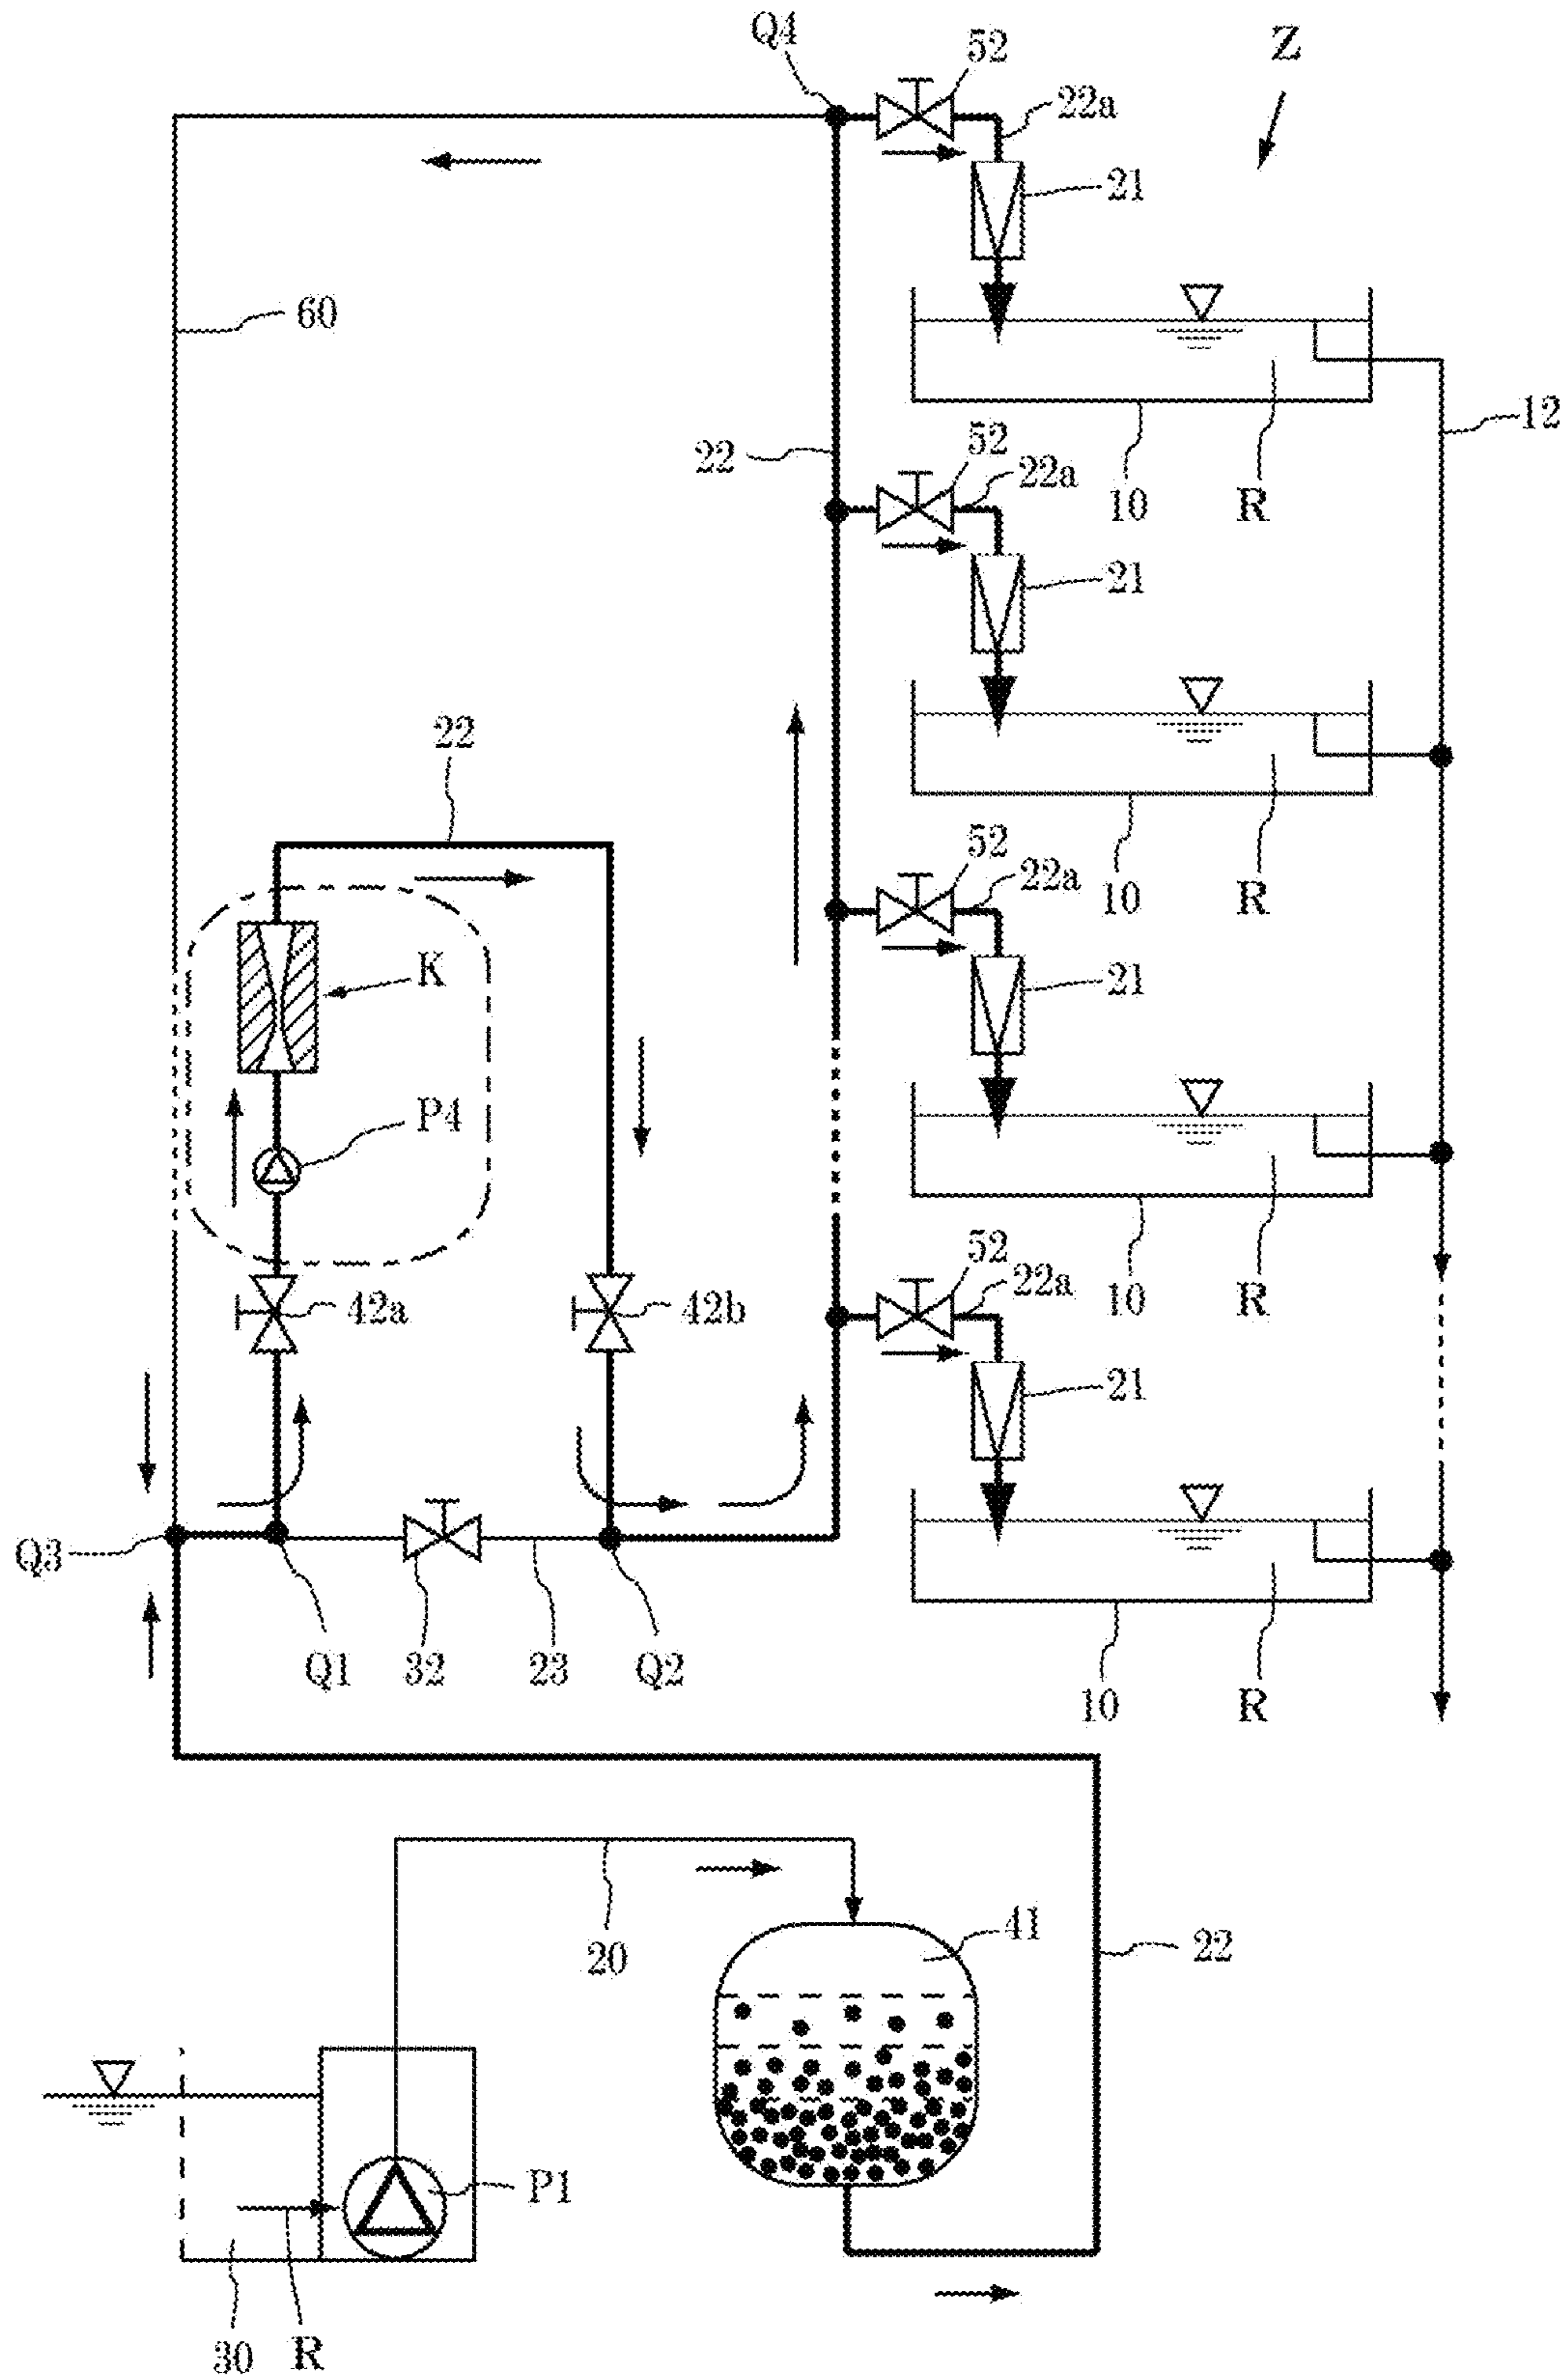 Q4 52 Z
22a
21
60
12
22 52 22a 10 R
21
22
52 22a 10 R
K 21
P4
52 10 R
42a 42b 22a
21
Q3
Q1 32 23 Q2 10 R
41
20 22
P1
30 R